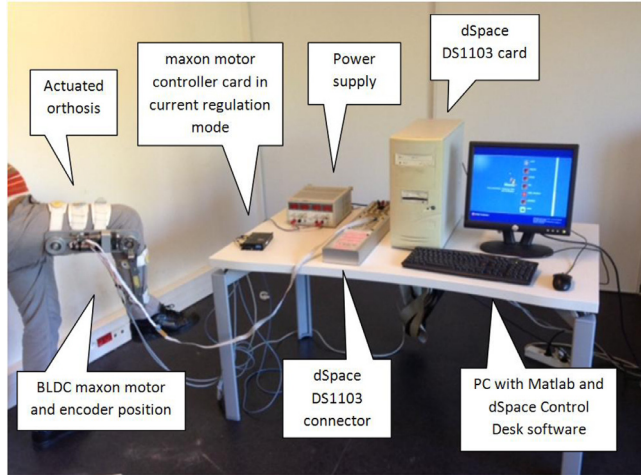 Actuated
orthosis
maxon motor
controller card in
current regulation
mode
Power
supply
dSpace
DS1103 card
BLDC maxon motor
and encoder position
dSpace
DS1103
connector
PC with Matlab and
dSpace Control
Desk software